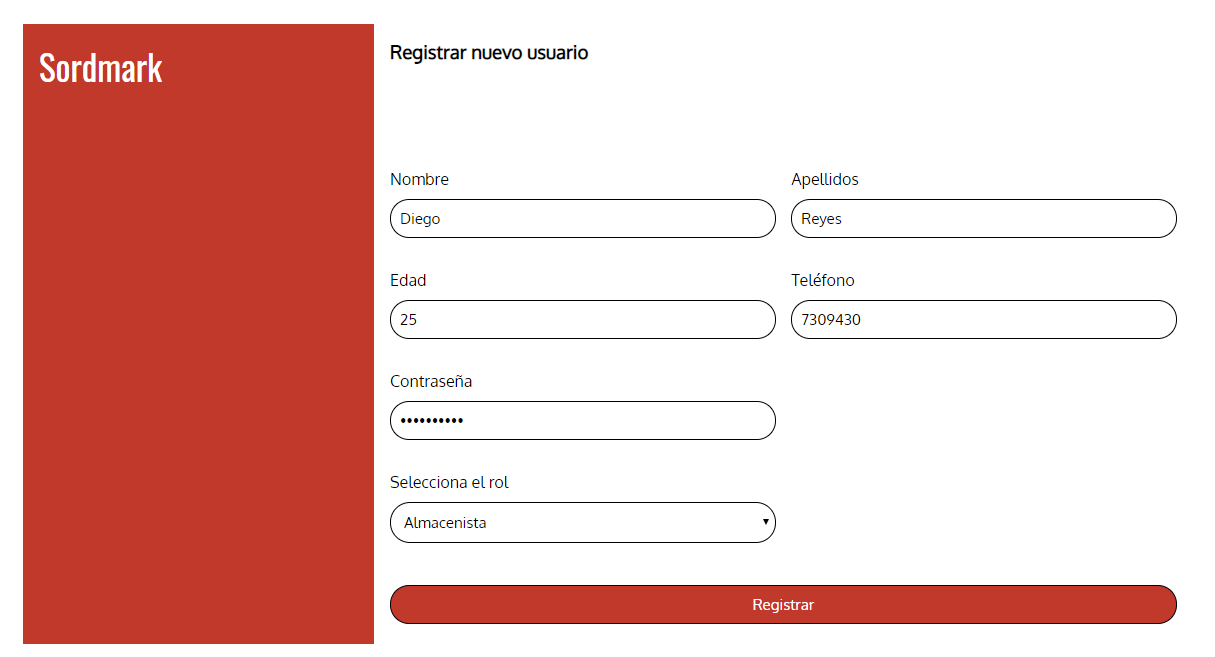 Sordmark
Registrar nuevo usuario
Nombre
Apellidos
Diego
Reyes
Edad
Teléfono
25
7309430
Contraseña
••••••••••
Selecciona el rol
Almacenista
Registrar